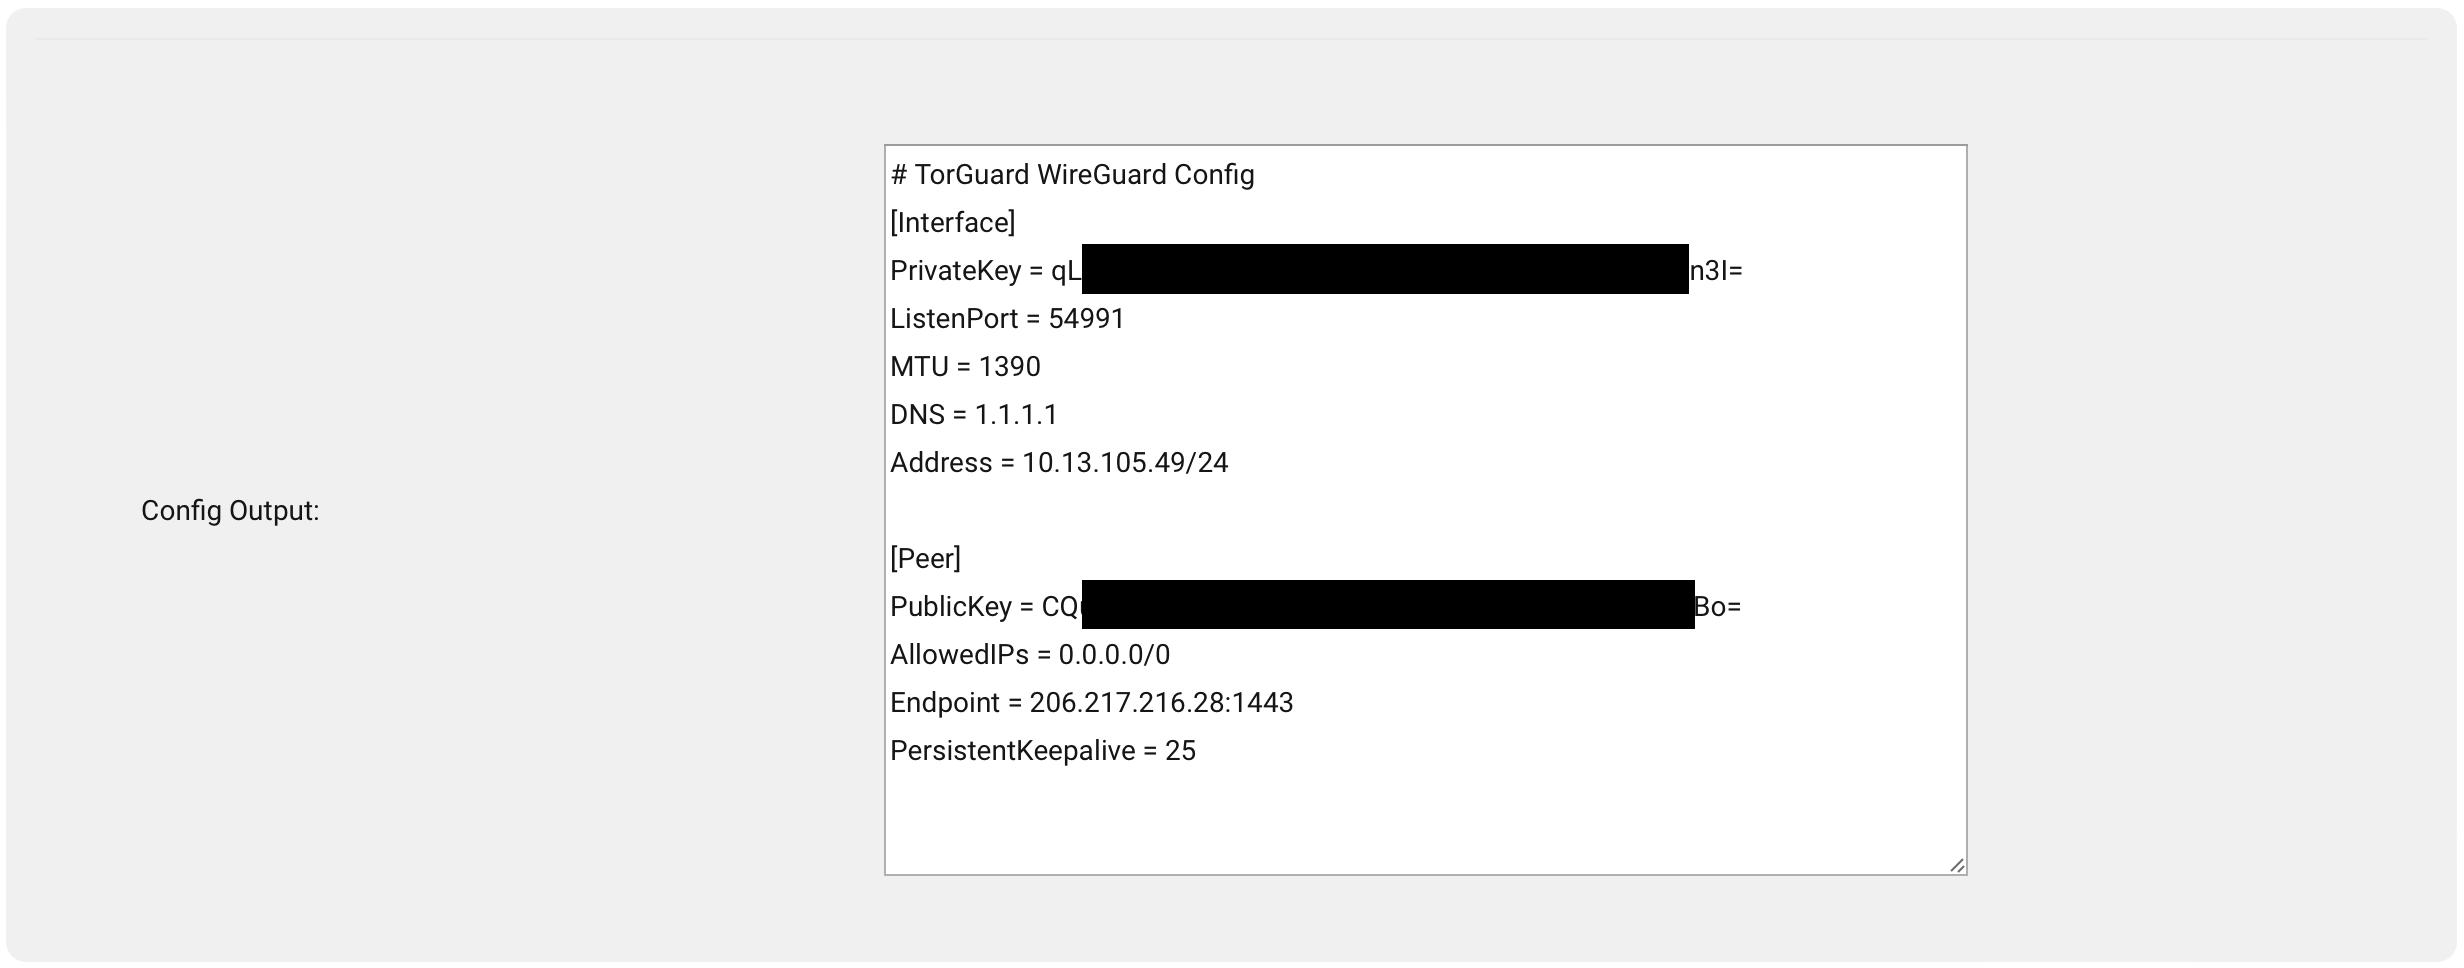 # TorGuard WireGuard Config
[Interface]
PrivateKey = qL n3I=
ListenPort = 54991
MTU = 1390
DNS = 1.1.1.1
Address = 10.13.105.49/24
Config Output:
[Peer]
PublicKey = CQ Bo=
AllowedIPs = 0.0.0.0/0
Endpoint = 206.217.216.28:1443
PersistentKeepalive = 25